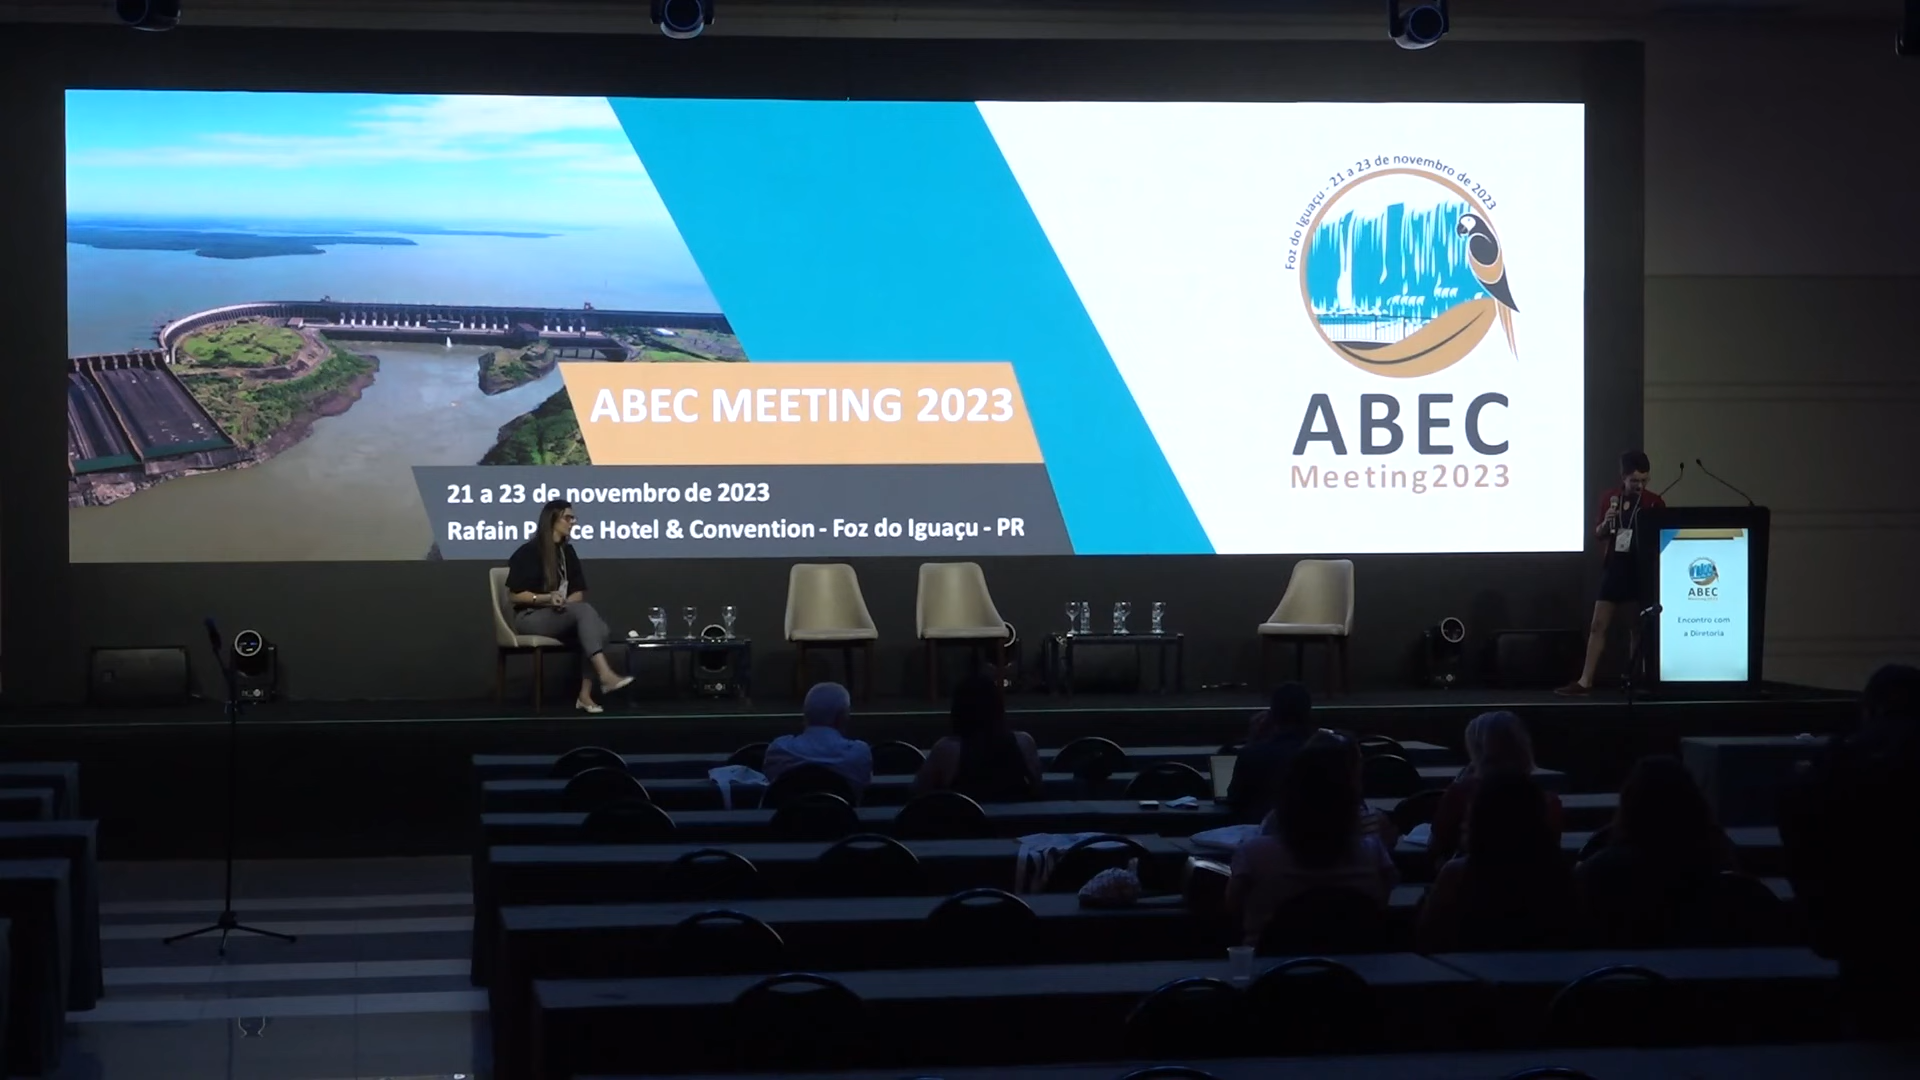 ABEC MEETING 2023
21 a 23 de novembro de 2023
Rafain P ce Hotel & Convention - Foz do Iguaçu - PR
Foz do Iguaçu - 21 a 23 de novembro de 2023
ABEC
Meeting2023
ABEC
Encontro com
a Diretoria